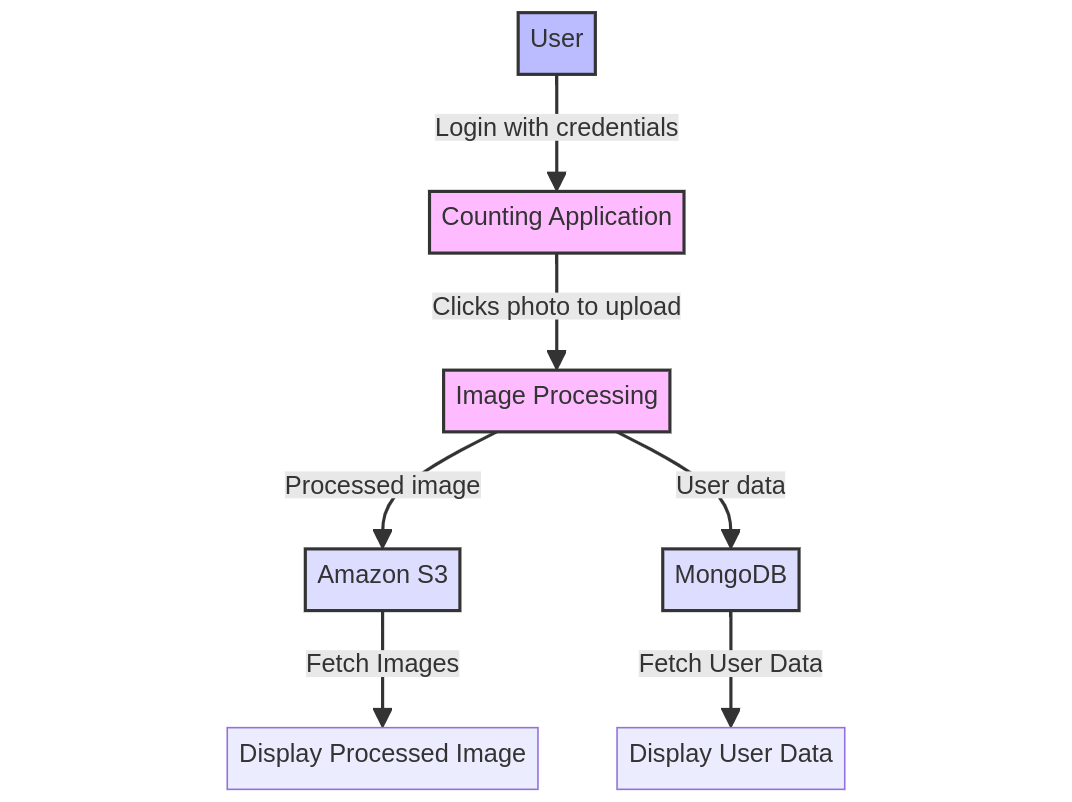 User
Login with credentials
Counting Application
Clicks photo to upload
Image Processing
Processed image
User data
Amazon S3
MongoDB
Fetch Images
Fetch User Data
Display Processed Image
Display User Data